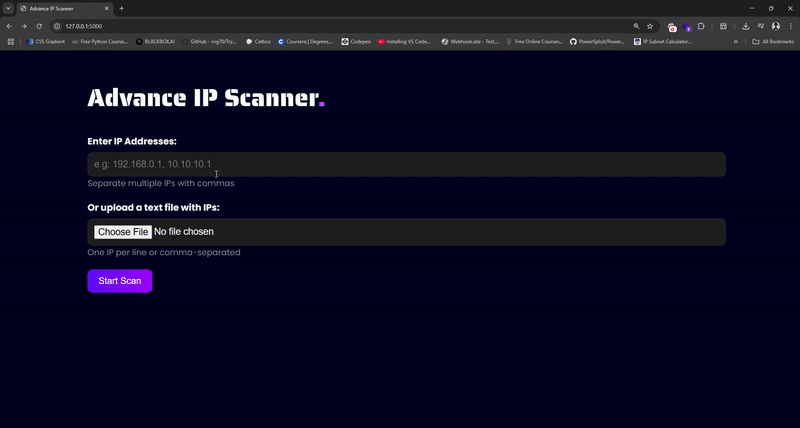 Advance IP Scanner
127.0.0.1:5000
CSS Gradient
Free Python Course...
BLACKBOX.AI
GitHub - mg70/Try...
Catbox
Coursera | Degrees,...
Codepen
Installing VS Code...
Webhook.site - Test,...
Free Online Courses...
PowerSploit/Power...
IP Subnet Calculator...
All Bookmarks
Advance IP Scanner.
Enter IP Addresses:
e.g: 192.168.0.1, 10.10.10.1
Separate multiple IPs with commas
Or upload a text file with IPs:
Choose File No file chosen
One IP per line or comma-separated
Start Scan